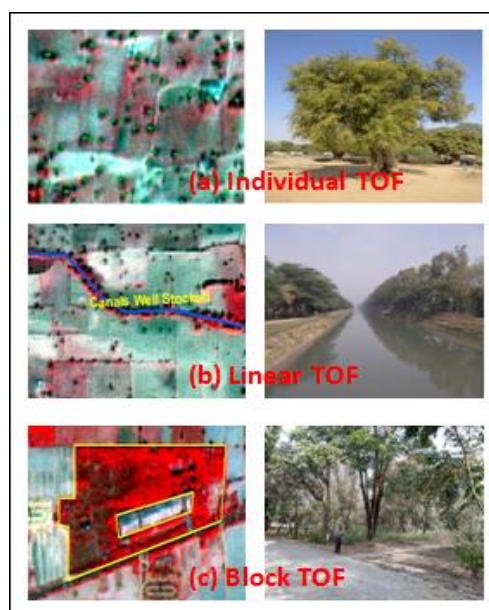 (a) Individual TOF
Canals Well Stocked
(b) Linear TOF
(c) Block TOF